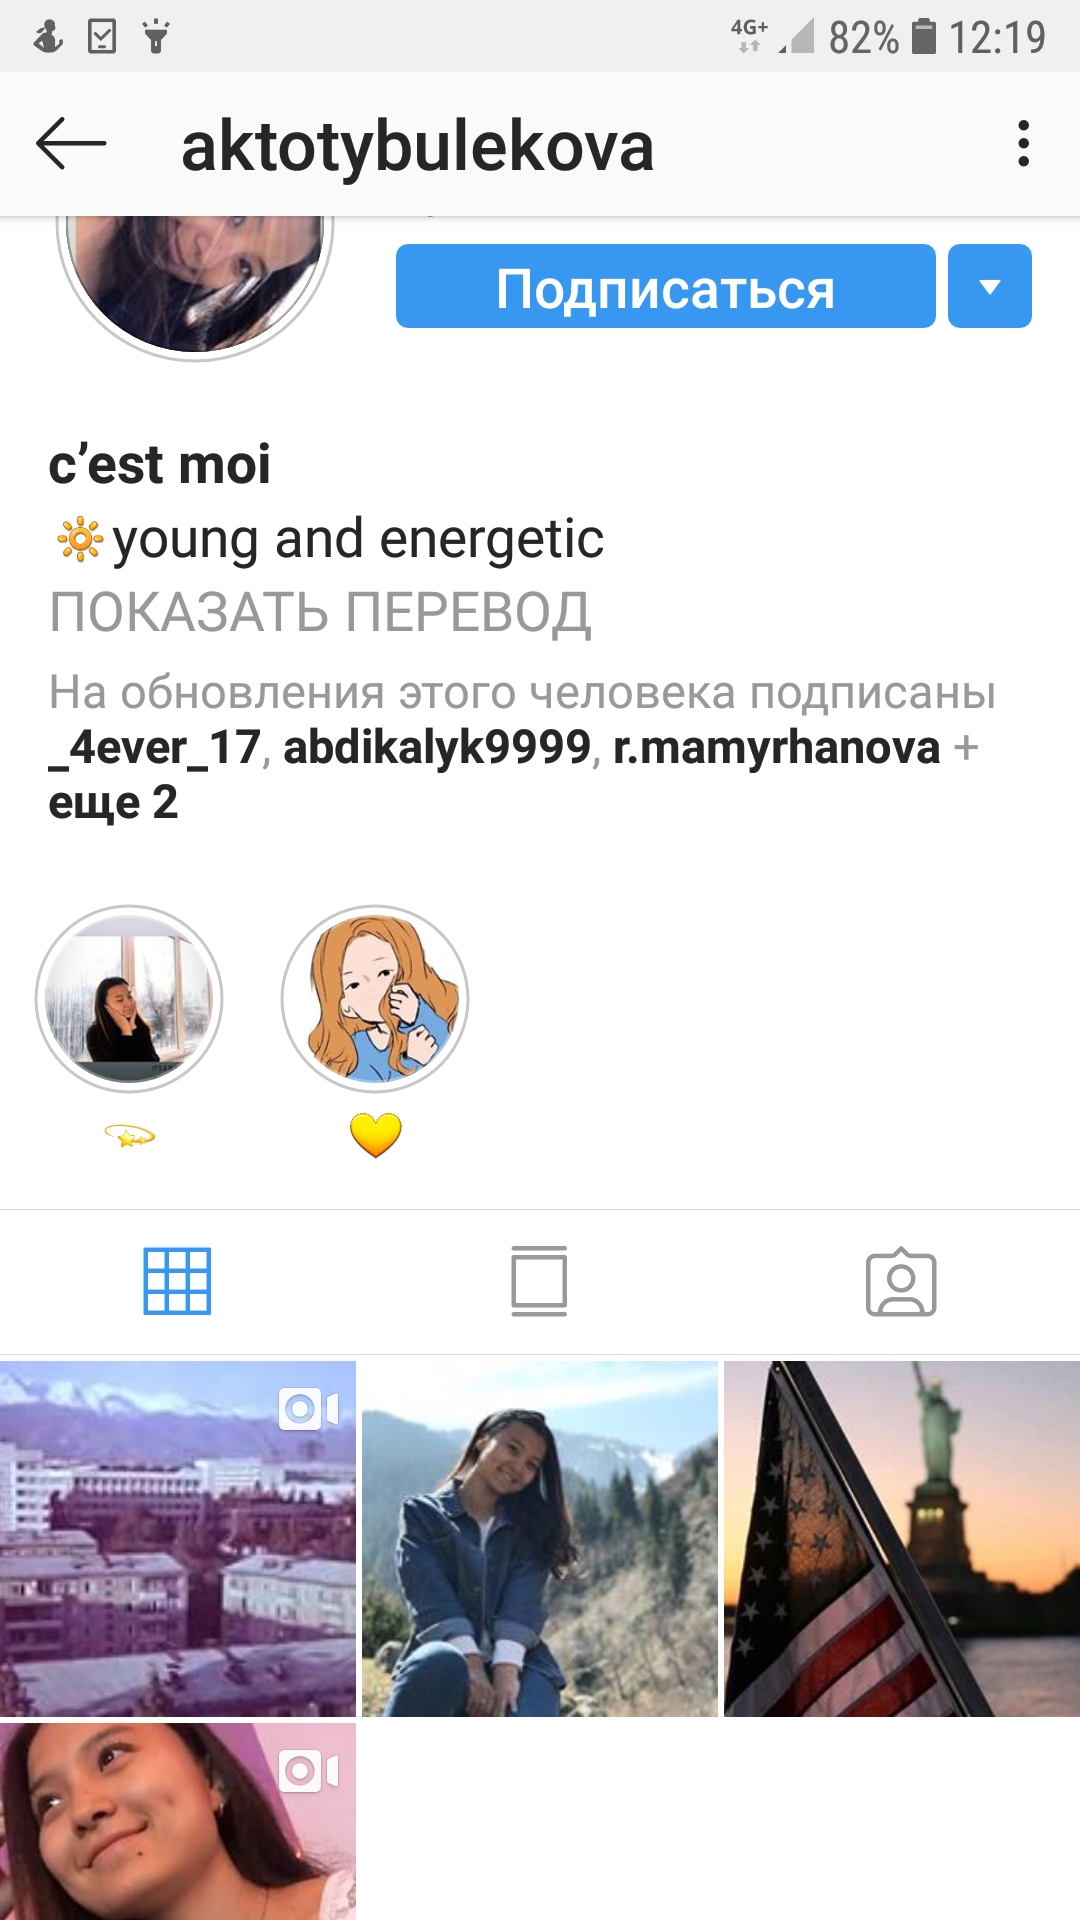 4G+ 82% 12:19
aktotybulekova
Подписаться
c’est moi
🔆young and energetic
ПОКАЗАТЬ ПЕРЕВОД
На обновления этого человека подписаны
_4ever_17, abdikalyk9999, r.mamyrhanova +
еще 2